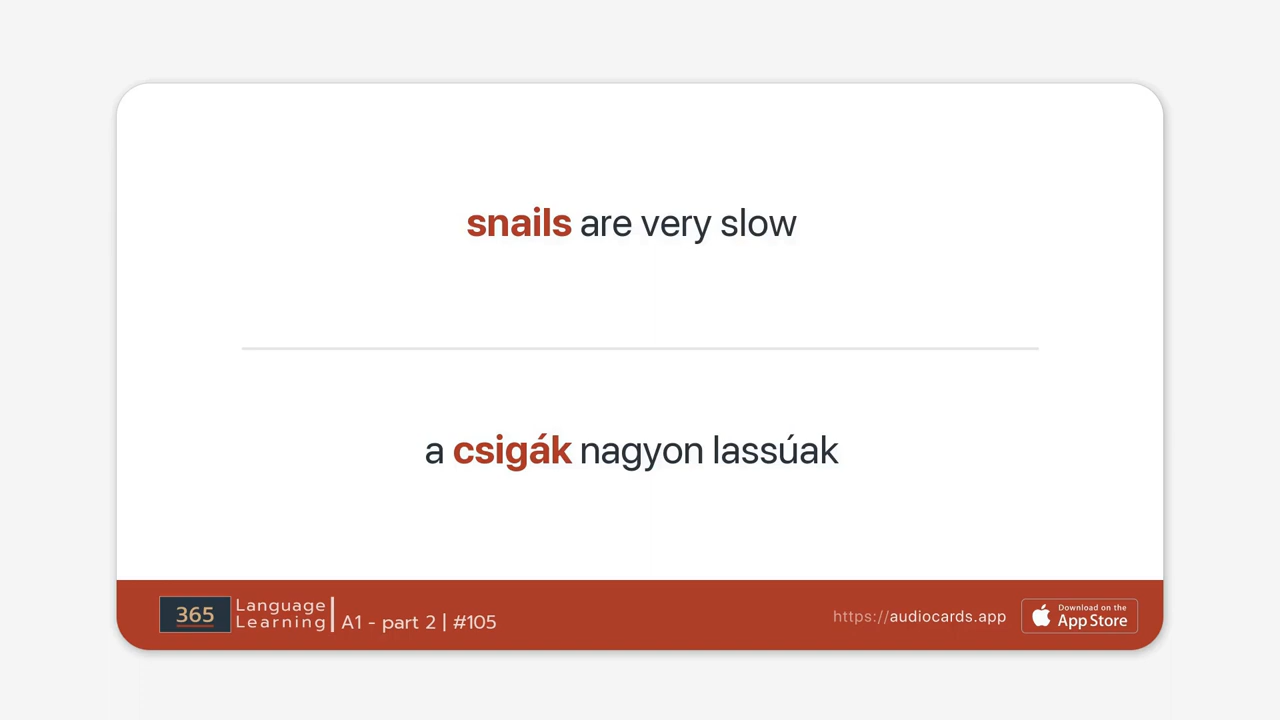 snails are very slow
a csigák nagyon lassúak
365 Language
Learning
A1 - part 2 | #105
https://audiocards.app
Download on the
App Store